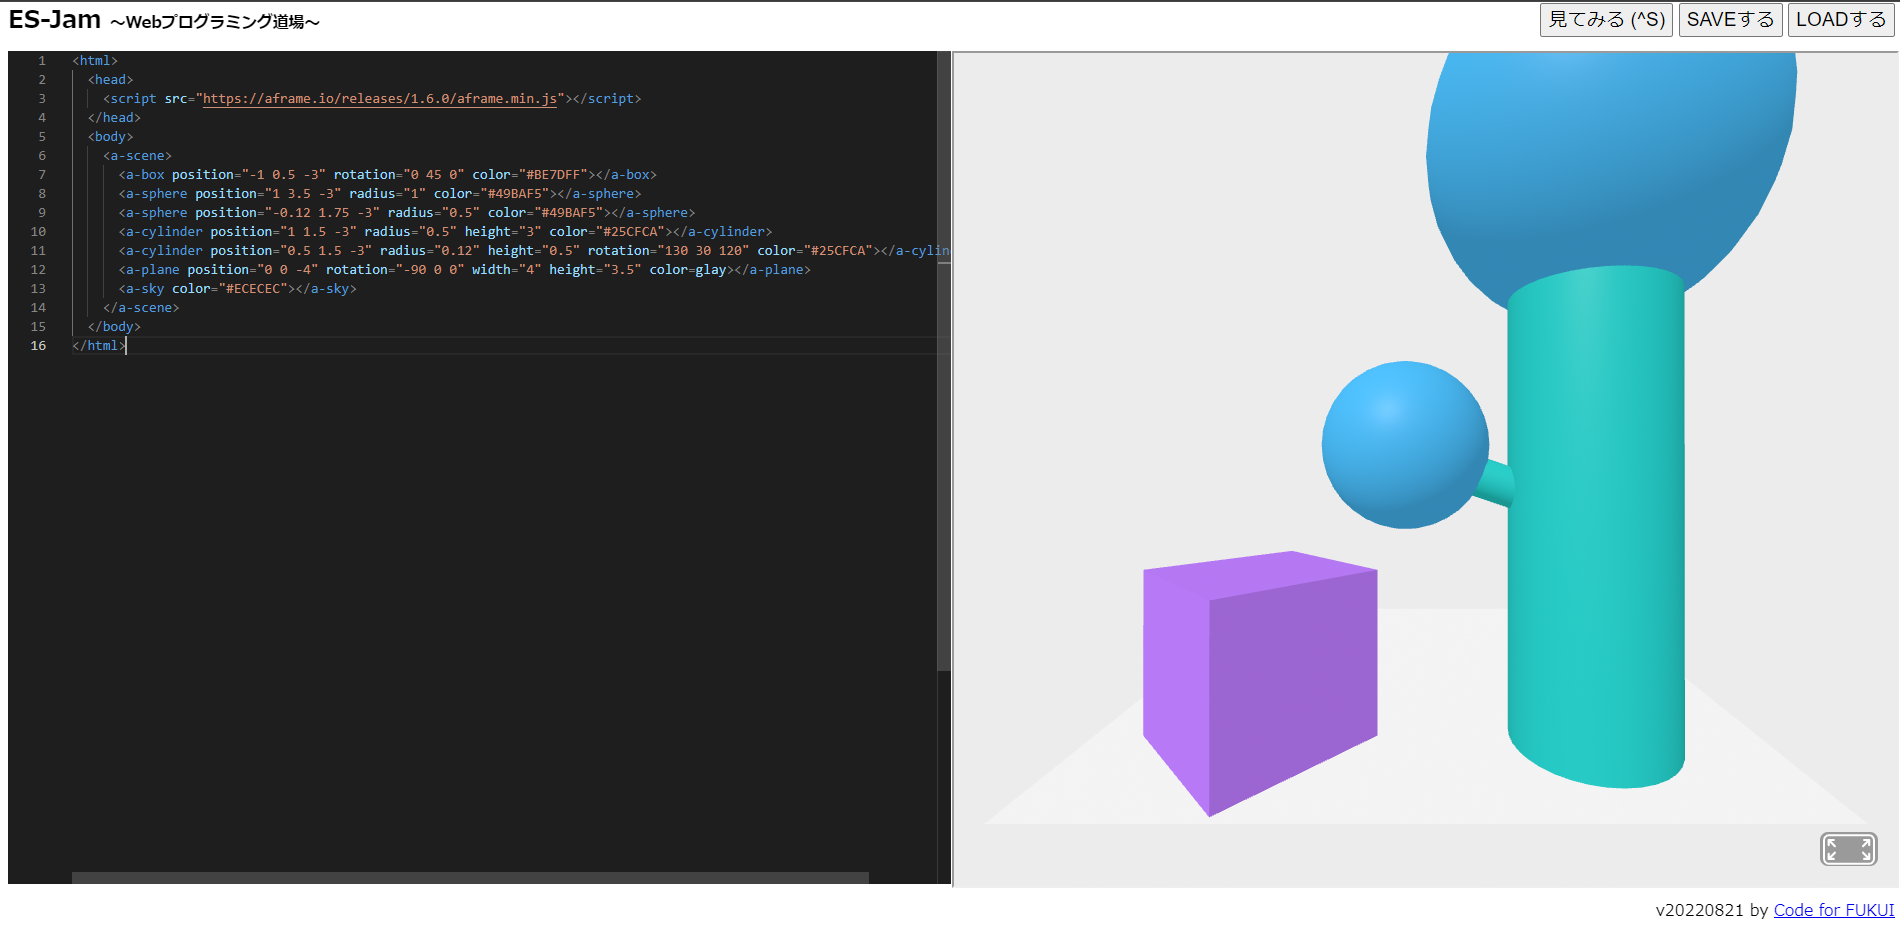 ES-Jam ～Webプログラミング道場～
見てみる (^S) SAVEする LOADする
1 <html>
2 <head>
3 <script src="https://aframe.io/releases/1.6.0/aframe.min.js"></script>
4 </head>
5 <body>
6 <a-scene>
7 <a-box position="-1 0.5 -3" rotation="0 45 0" color="#BE7DFF"></a-box>
8 <a-sphere position="1 3.5 -3" radius="1" color="#49BAF5"></a-sphere>
9 <a-sphere position="-0.12 1.75 -3" radius="0.5" color="#49BAF5"></a-sphere>
10 <a-cylinder position="1 1.5 -3" radius="0.5" height="3" color="#25CFCA"></a-cylinder>
11 <a-cylinder position="0.5 1.5 -3" radius="0.12" height="0.5" rotation="130 30 120" color="#25CFCA"></a-cylin
12 <a-plane position="0 0 -4" rotation="-90 0 0" width="4" height="3.5" color=glay></a-plane>
13 <a-sky color="#ECECEC"></a-sky>
14 </a-scene>
15 </body>
16 </html>
v20220821 by Code for FUKUI